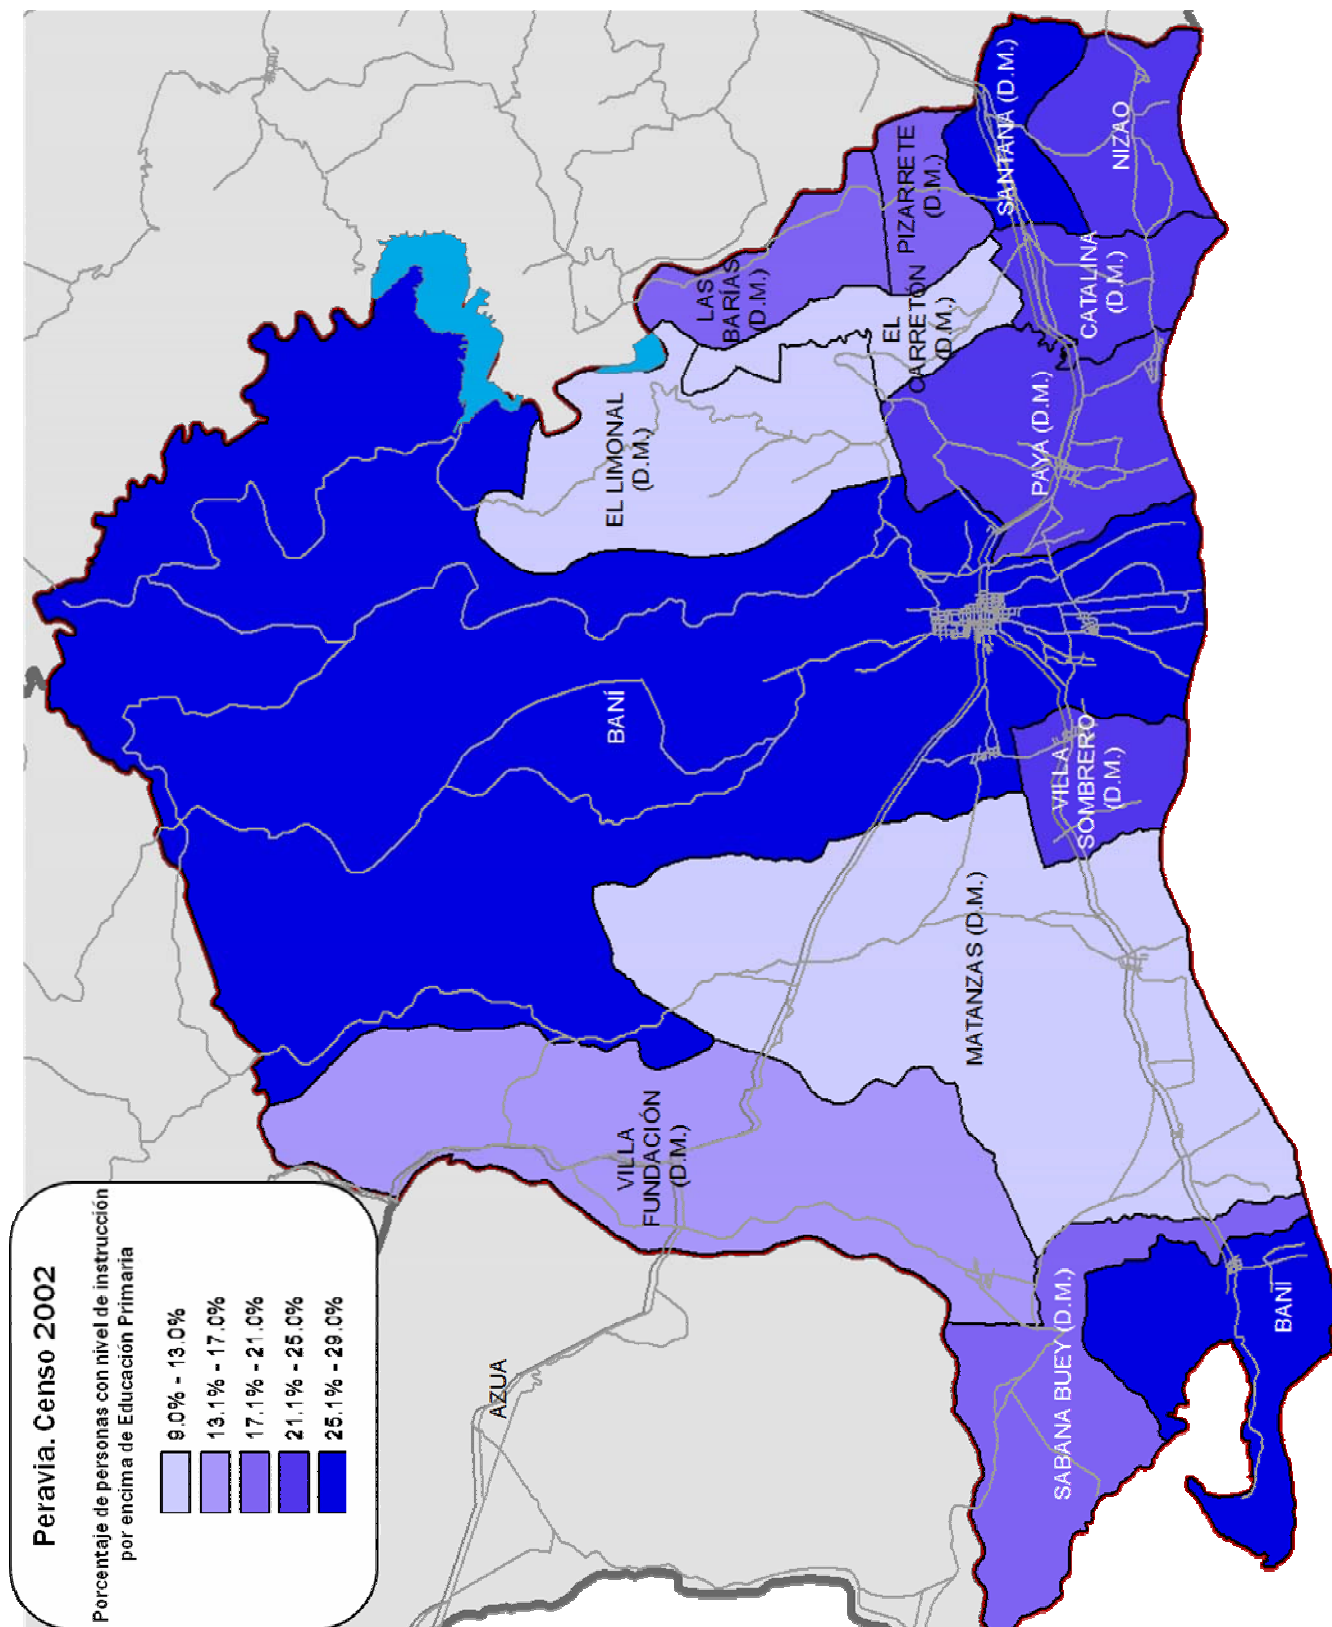 Peravia. Censo 2002
Porcentaje de personas con nivel de instrucción
por encima de Educación Primaria
9.0% - 13.0%
13.1% - 17.0%
17.1% - 21.0%
21.1% - 25.0%
25.1% - 29.0%
AZUA
SABANA BUEY (D.M.)
BANÍ
VILLA
FUNDACIÓN
(D.M.)
MATANZAS (D.M.)
VILLA
SOMBRERO
(D.M.)
BANÍ
EL LIMONAL
(D.M.)
PAYA (D.M.)
LAS
BARÍAS
(D.M.)
EL
CARRETÓN
(D.M.)
PIZARRETE
(D.M.)
CATALINA
(D.M.)
SANTANA (D.M.)
NIZAO